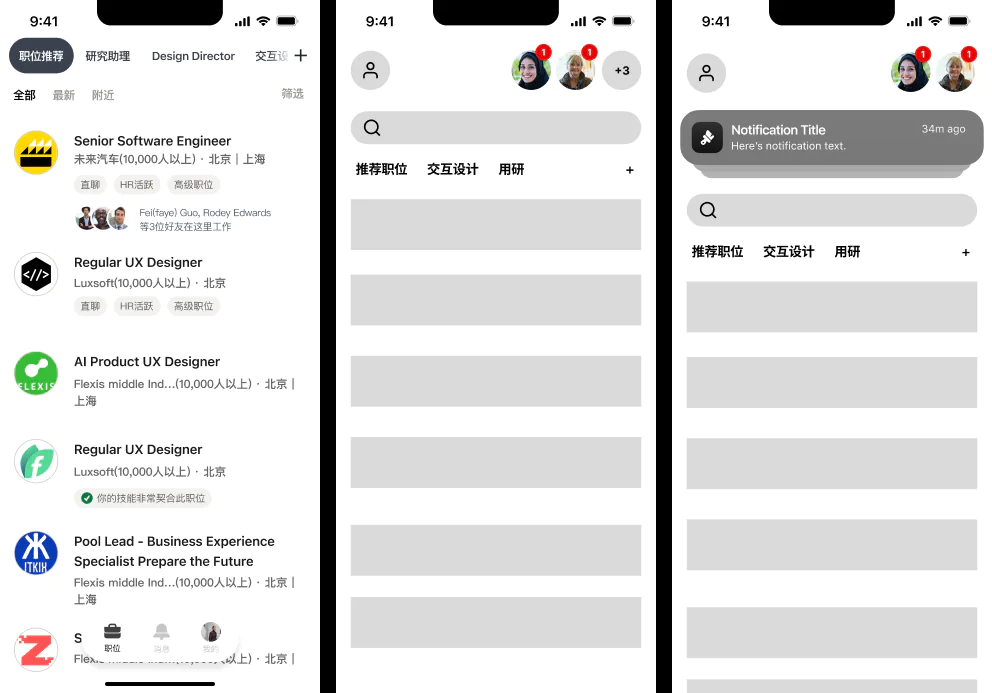 9:41
职位推荐 研究助理 Design Director 交互设
全部 最新 附近 筛选
Senior Software Engineer
未来汽车(10,000人以上) · 北京｜上海
直聊 HR活跃 高级职位
Fei(faye) Guo, Rodey Edwards
等3位好友在这里工作
Regular UX Designer
Luxsoft(10,000人以上) · 北京
直聊 HR活跃 高级职位
AI Product UX Designer
Flexis middle Ind...(10,000人以上) · 北京｜
上海
FLEXIS
Regular UX Designer
Luxsoft(10,000人以上) · 北京
你的技能非常契合此职位
Pool Lead - Business Experience
Specialist Prepare the Future
ITKIH
Flexis middle Ind...(10,000人以上) · 北京｜
上海
S
职位 消息 我的
人以上) · 北京｜
9:41
1 1
+3
推荐职位 交互设计 用研 +
9:41
1 1
Notification Title 34m ago
Here's notification text.
推荐职位 交互设计 用研 +